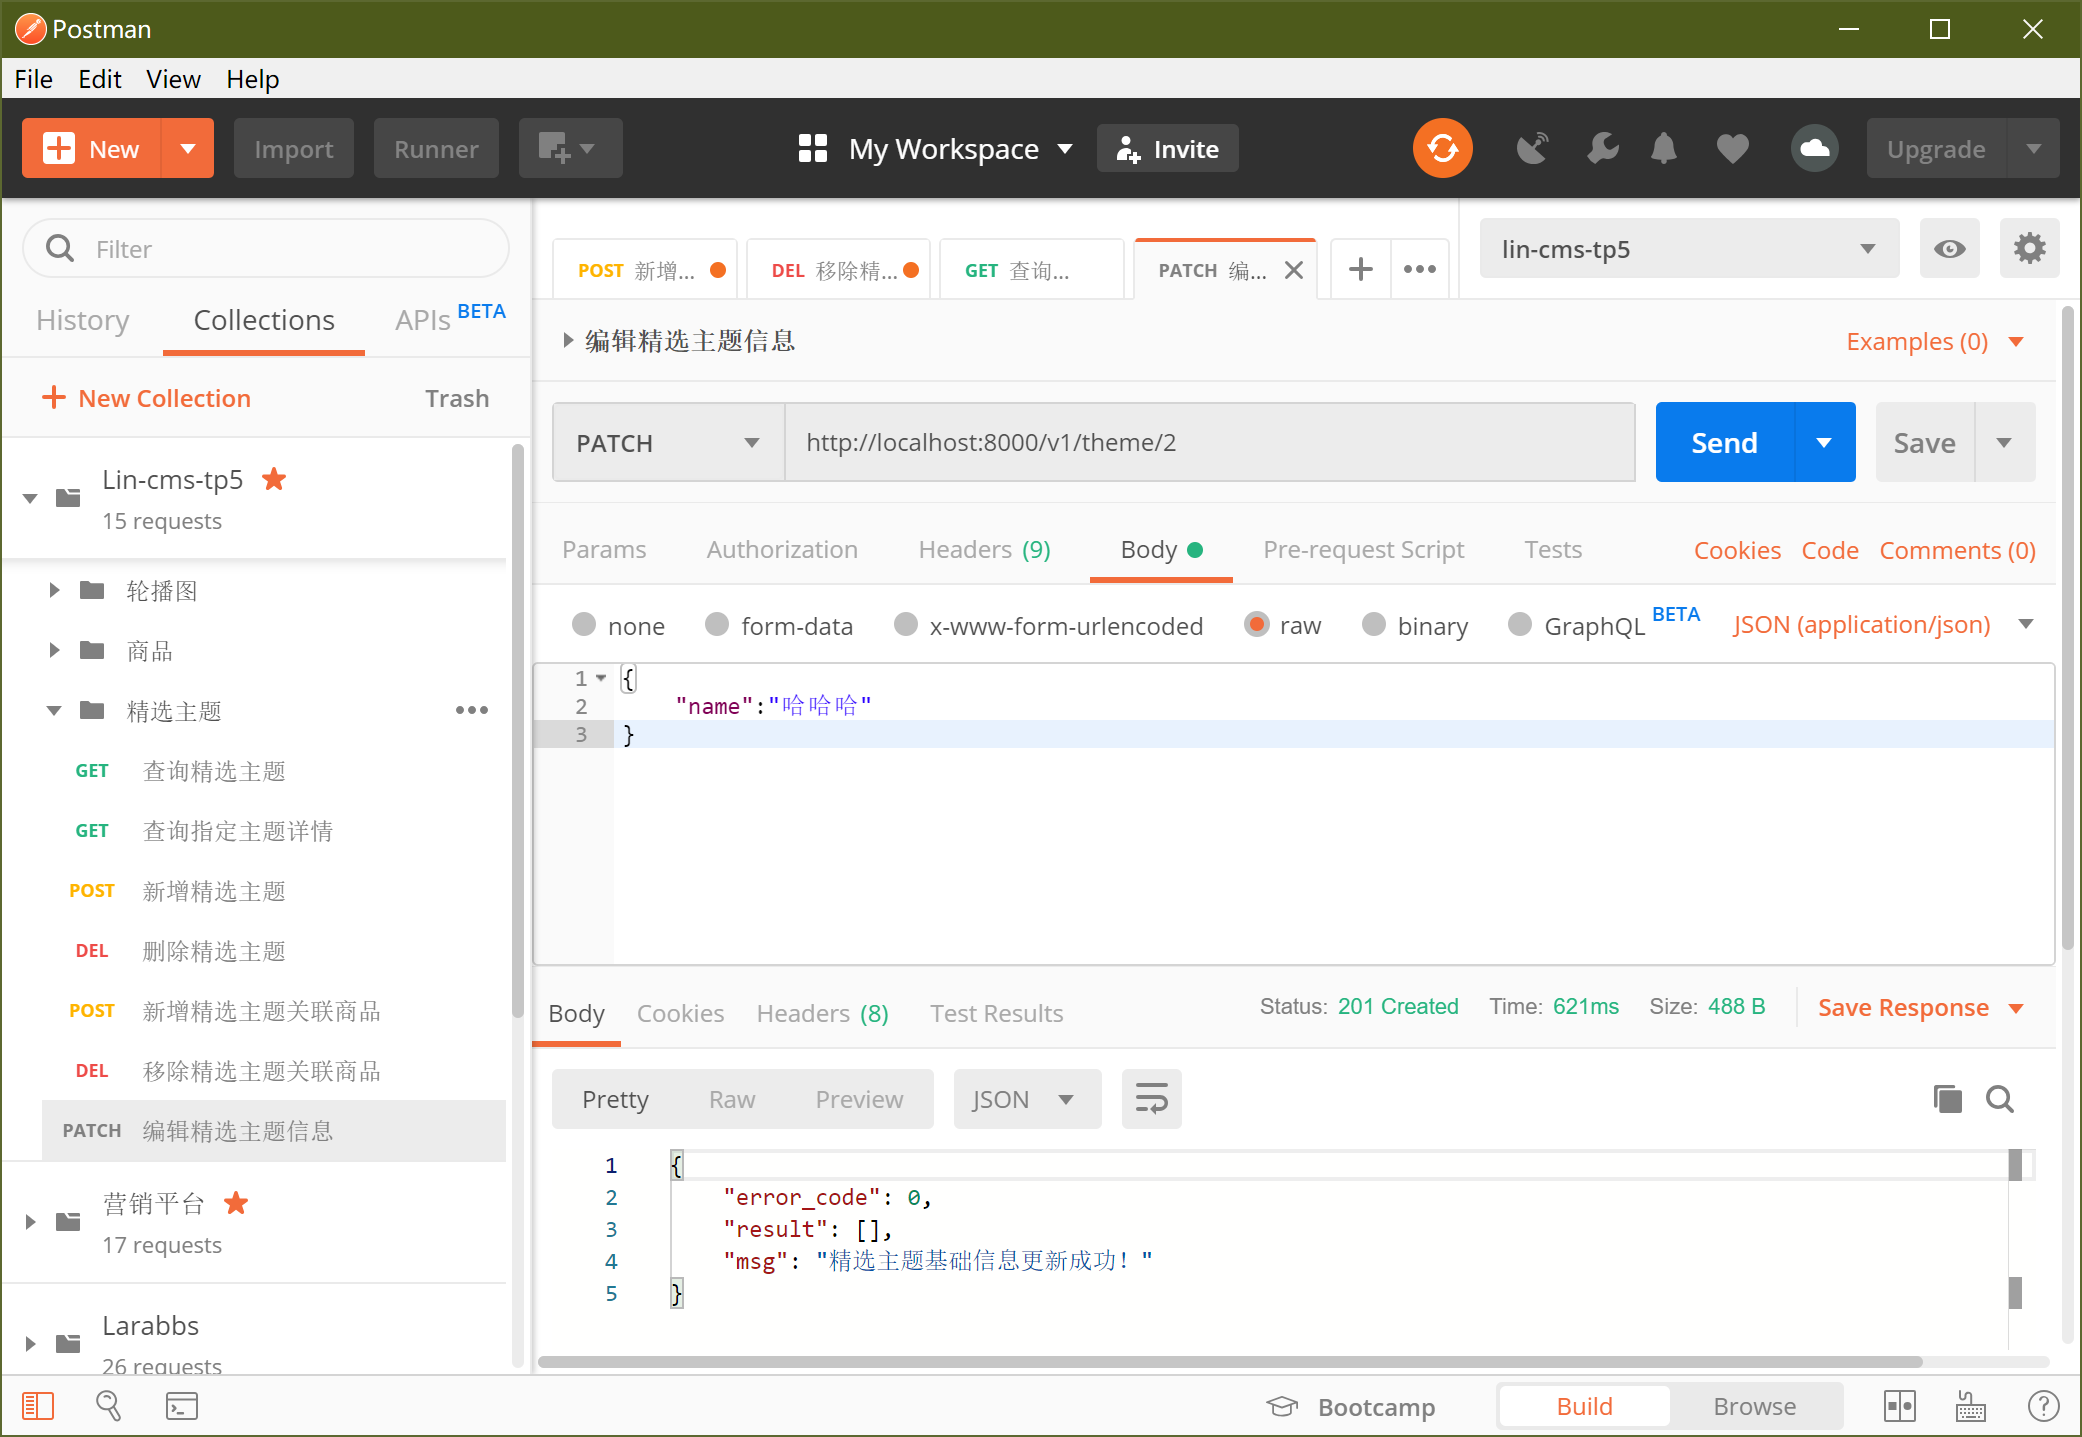 Postman
File Edit View Help
New Import Runner My Workspace Invite Upgrade
Filter
History Collections APIs BETA
New Collection Trash
Lin-cms-tp5
15 requests
轮播图
商品
精选主题
GET 查询精选主题
GET 查询指定主题详情
POST 新增精选主题
DEL 删除精选主题
POST 新增精选主题关联商品
DEL 移除精选主题关联商品
PATCH 编辑精选主题信息
营销平台
17 requests
Larabbs
26 requests
POST 新增... DEL 移除精... GET 查询... PATCH 编... lin-cms-tp5
编辑精选主题信息 Examples (0)
PATCH http://localhost:8000/v1/theme/2 Send Save
Params Authorization Headers (9) Body Pre-request Script Tests Cookies Code Comments (0)
none form-data x-www-form-urlencoded raw binary GraphQL BETA JSON (application/json)
1 {
2 "name":"哈哈哈"
3 }
Body Cookies Headers (8) Test Results Status: 201 Created Time: 621ms Size: 488 B Save Response
Pretty Raw Preview JSON
1 {
2 "error_code": 0,
3 "result": [],
4 "msg": "精选主题基础信息更新成功！"
5 }
Bootcamp Build Browse